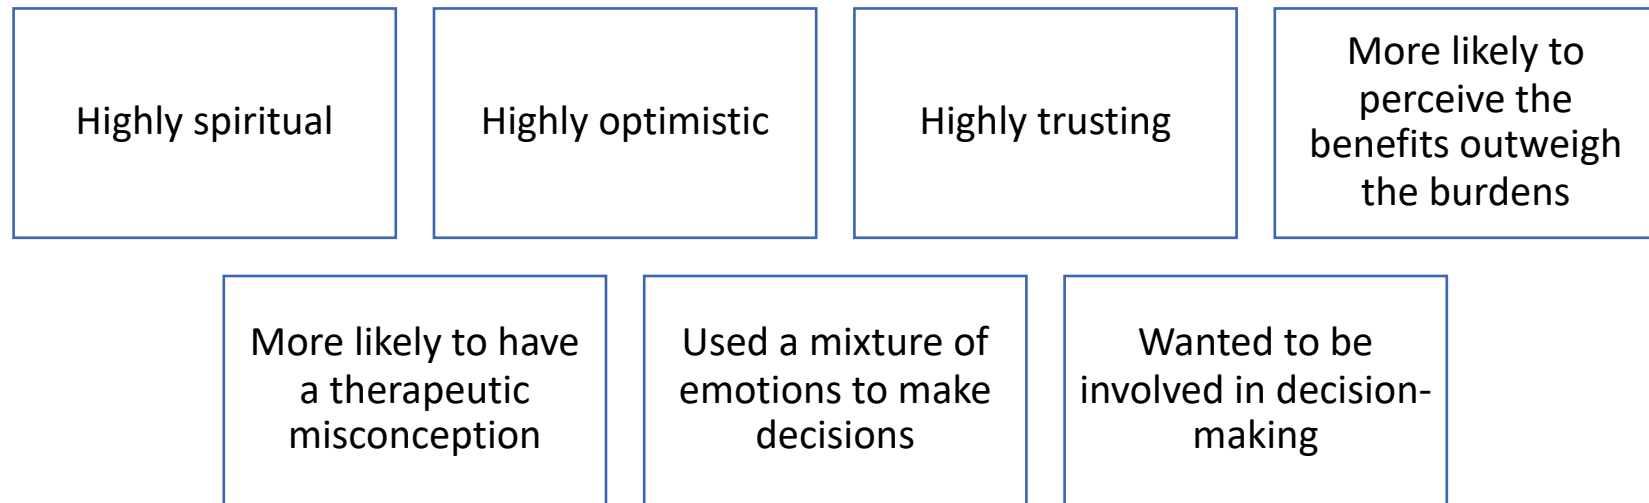 Highly spiritual
Highly optimistic
Highly trusting
More likely to
perceive the
benefits outweigh
the burdens
More likely to have
a therapeutic
misconception
Used a mixture of
emotions to make
decisions
Wanted to be
involved in decision-
making